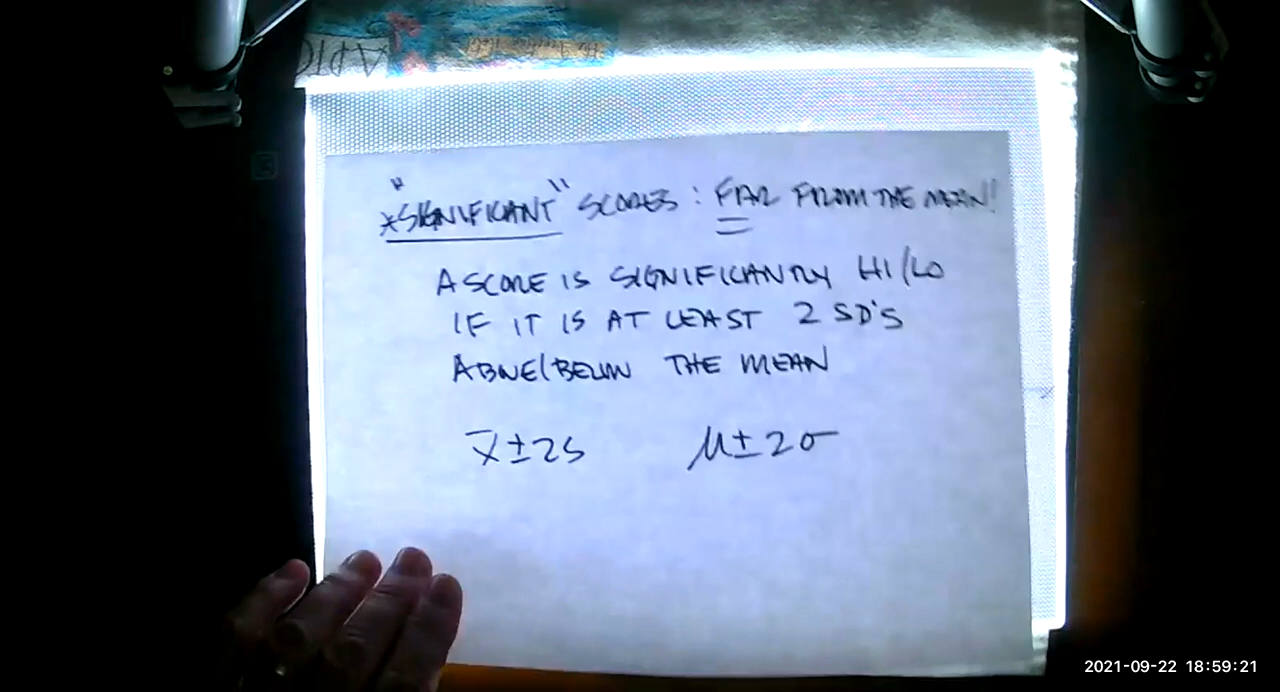 *"SIGNIFICANT" SCORES: FAR FROM THE MEAN!
A SCORE IS SIGNIFICANTLY HI/LO
IF IT IS AT LEAST 2 SD'S
ABOVE/BELOW THE MEAN
x̄±2s μ±2σ
2021-09-22 18:59:21